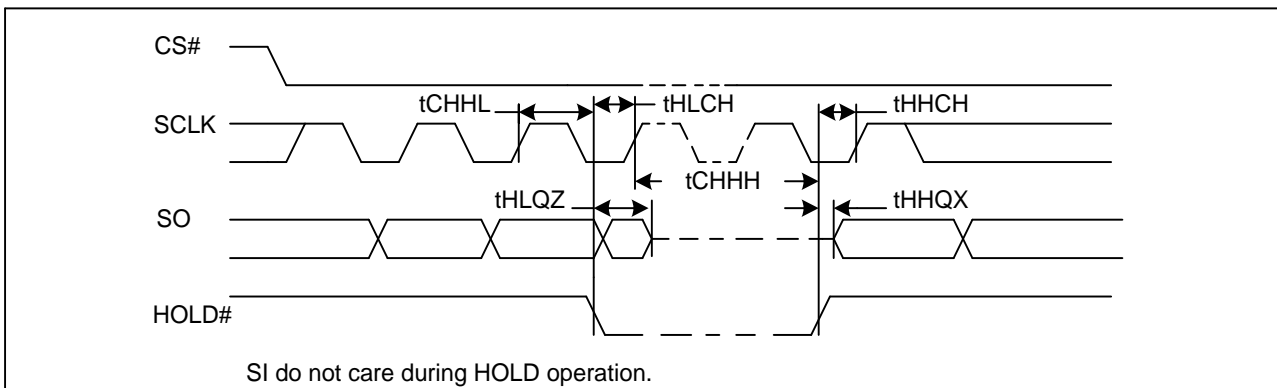 CS#
tCHHL
tHLCH
tHHCH
SCLK
tCHHH
tHLQZ
tHHQX
SO
HOLD#
SI do not care during HOLD operation.